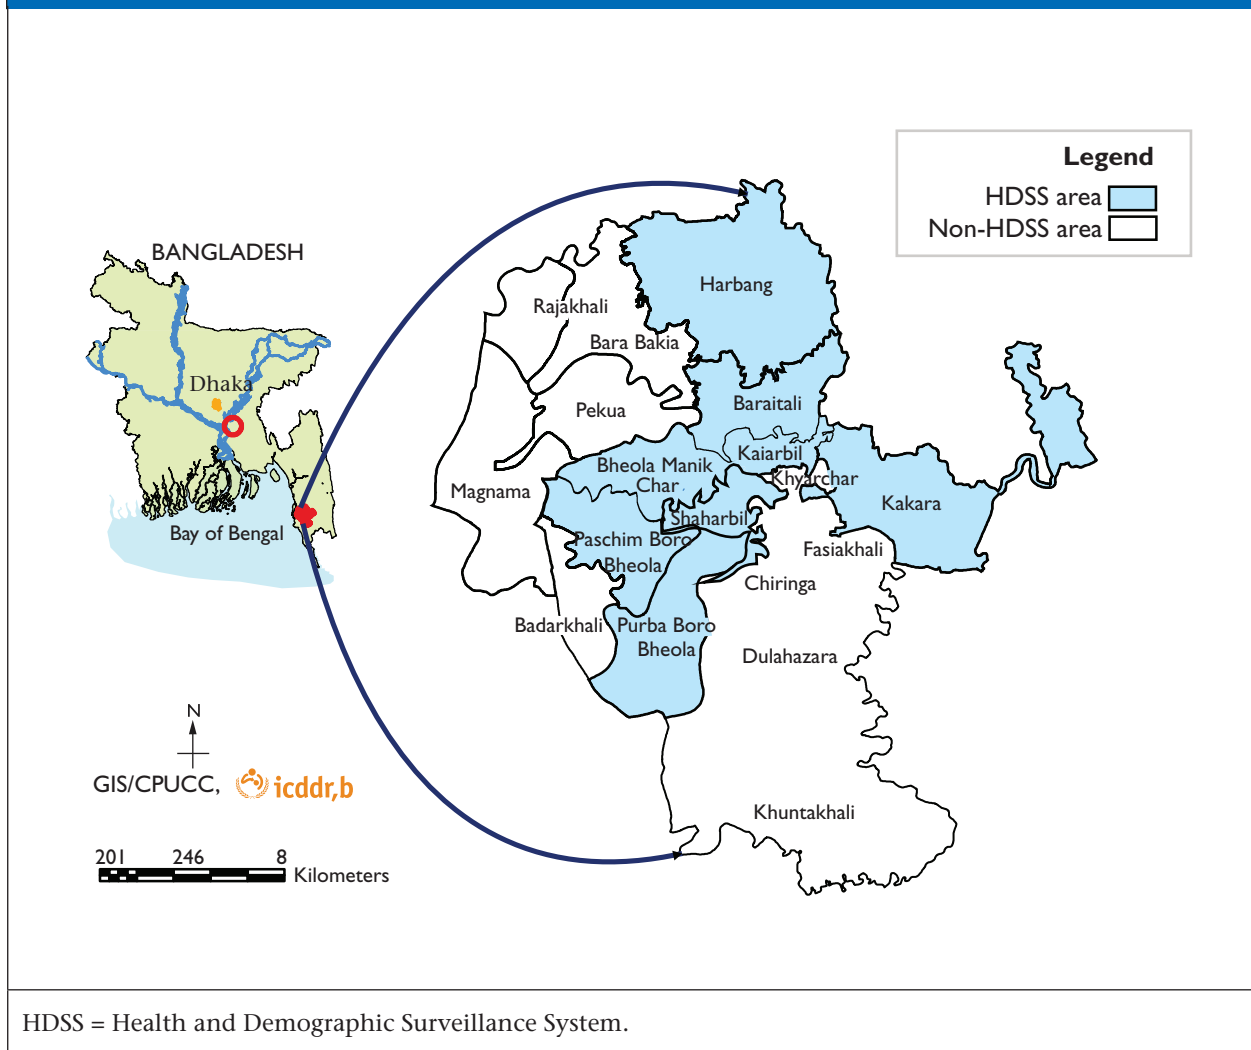 Legend
HDSS area
Non-HDSS area
BANGLADESH
Dhaka
Bay of Bengal
Harbang
Rajakhali
Bara Bakia
Pekua
Baraitali
Kaiarbil
Bheola Manik
Char
Khyarchar
Magnama
Shaharbil
Kakara
Paschim Boro
Bheola
Fasiakhali
Chiringa
Badarkhali
Purba Boro
Bheola
Dulahazara
Khuntakhali
N
GIS/CPUCC,
icddr,b
201 246 8
Kilometers
HDSS = Health and Demographic Surveillance System.